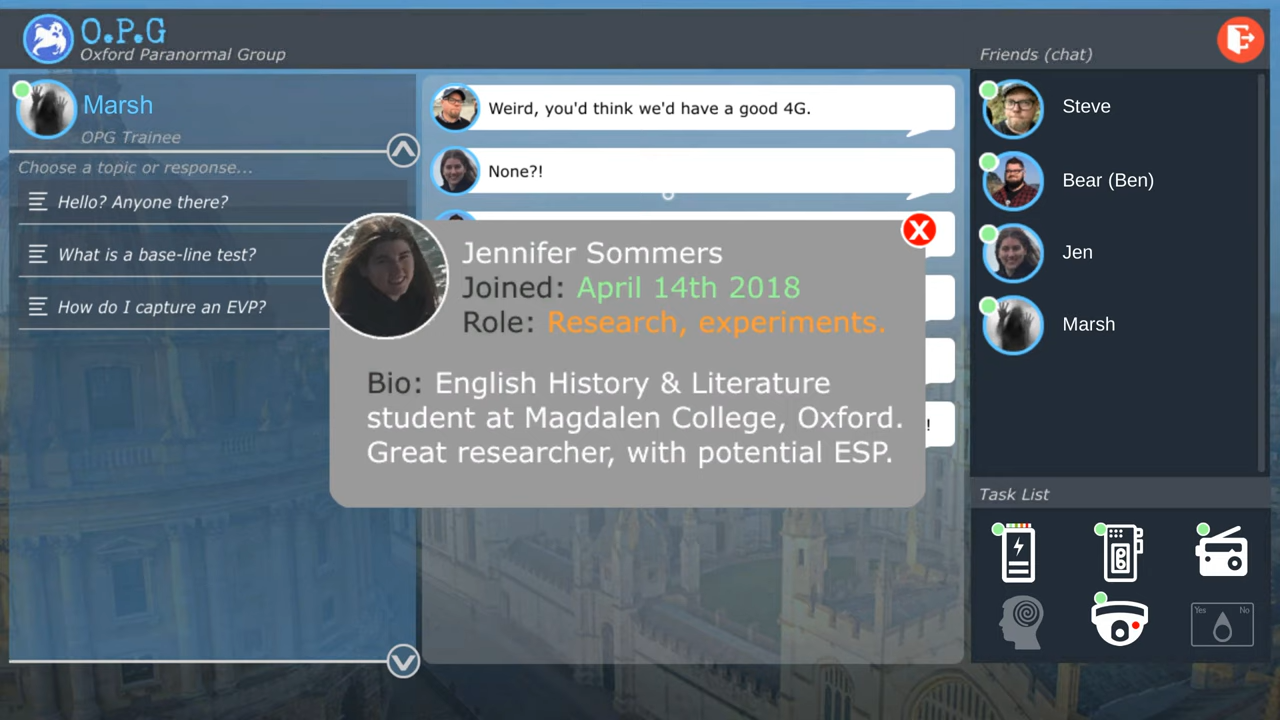 O.P.G
Oxford Paranormal Group
Friends (chat)
Marsh
OPG Trainee
Choose a topic or response...
Hello? Anyone there?
What is a base-line test?
How do I capture an EVP?
Weird, you'd think we'd have a good 4G.
None?!
!
Jennifer Sommers
Joined: April 14th 2018
Role: Research, experiments.
Bio: English History & Literature
student at Magdalen College, Oxford.
Great researcher, with potential ESP.
X
Steve
Bear (Ben)
Jen
Marsh
Task List
Yes No